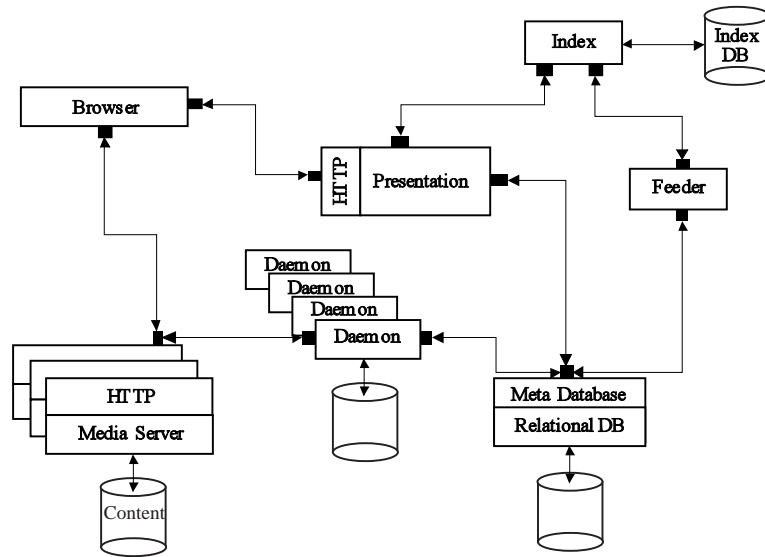 Index
Index
DB
Browser
HTTP
Presentation
Feeder
Daemon
Daemon
Daemon
Daemon
HTTP
Media Server
Meta Database
Relational DB
Content